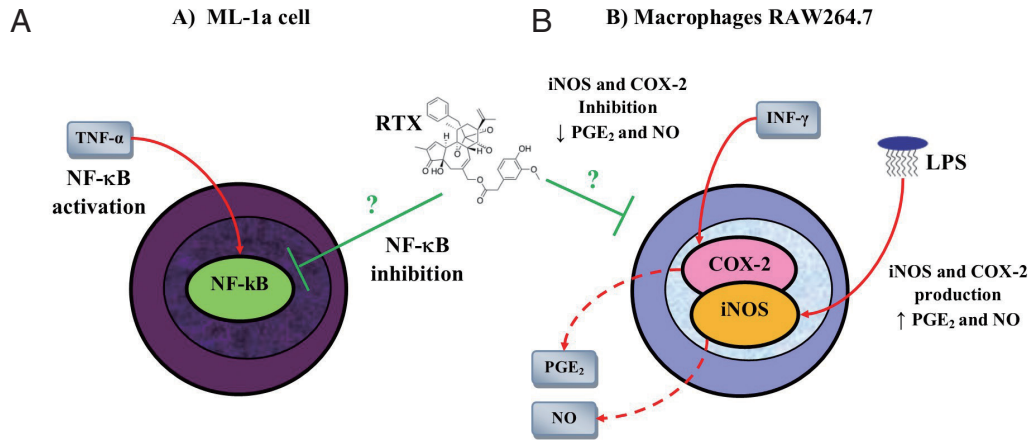 A
A) ML-1a cell
TNF-α
NF-κB
activation
NF-kB
?
NF-κB
inhibition
RTX
H
O
O
O
O
O
HO
O
O
OH
O
B
B) Macrophages RAW264.7
iNOS and COX-2
Inhibition
↓ PGE₂ and NO
?
INF-γ
LPS
COX-2
iNOS
iNOS and COX-2
production
↑ PGE₂ and NO
PGE₂
NO